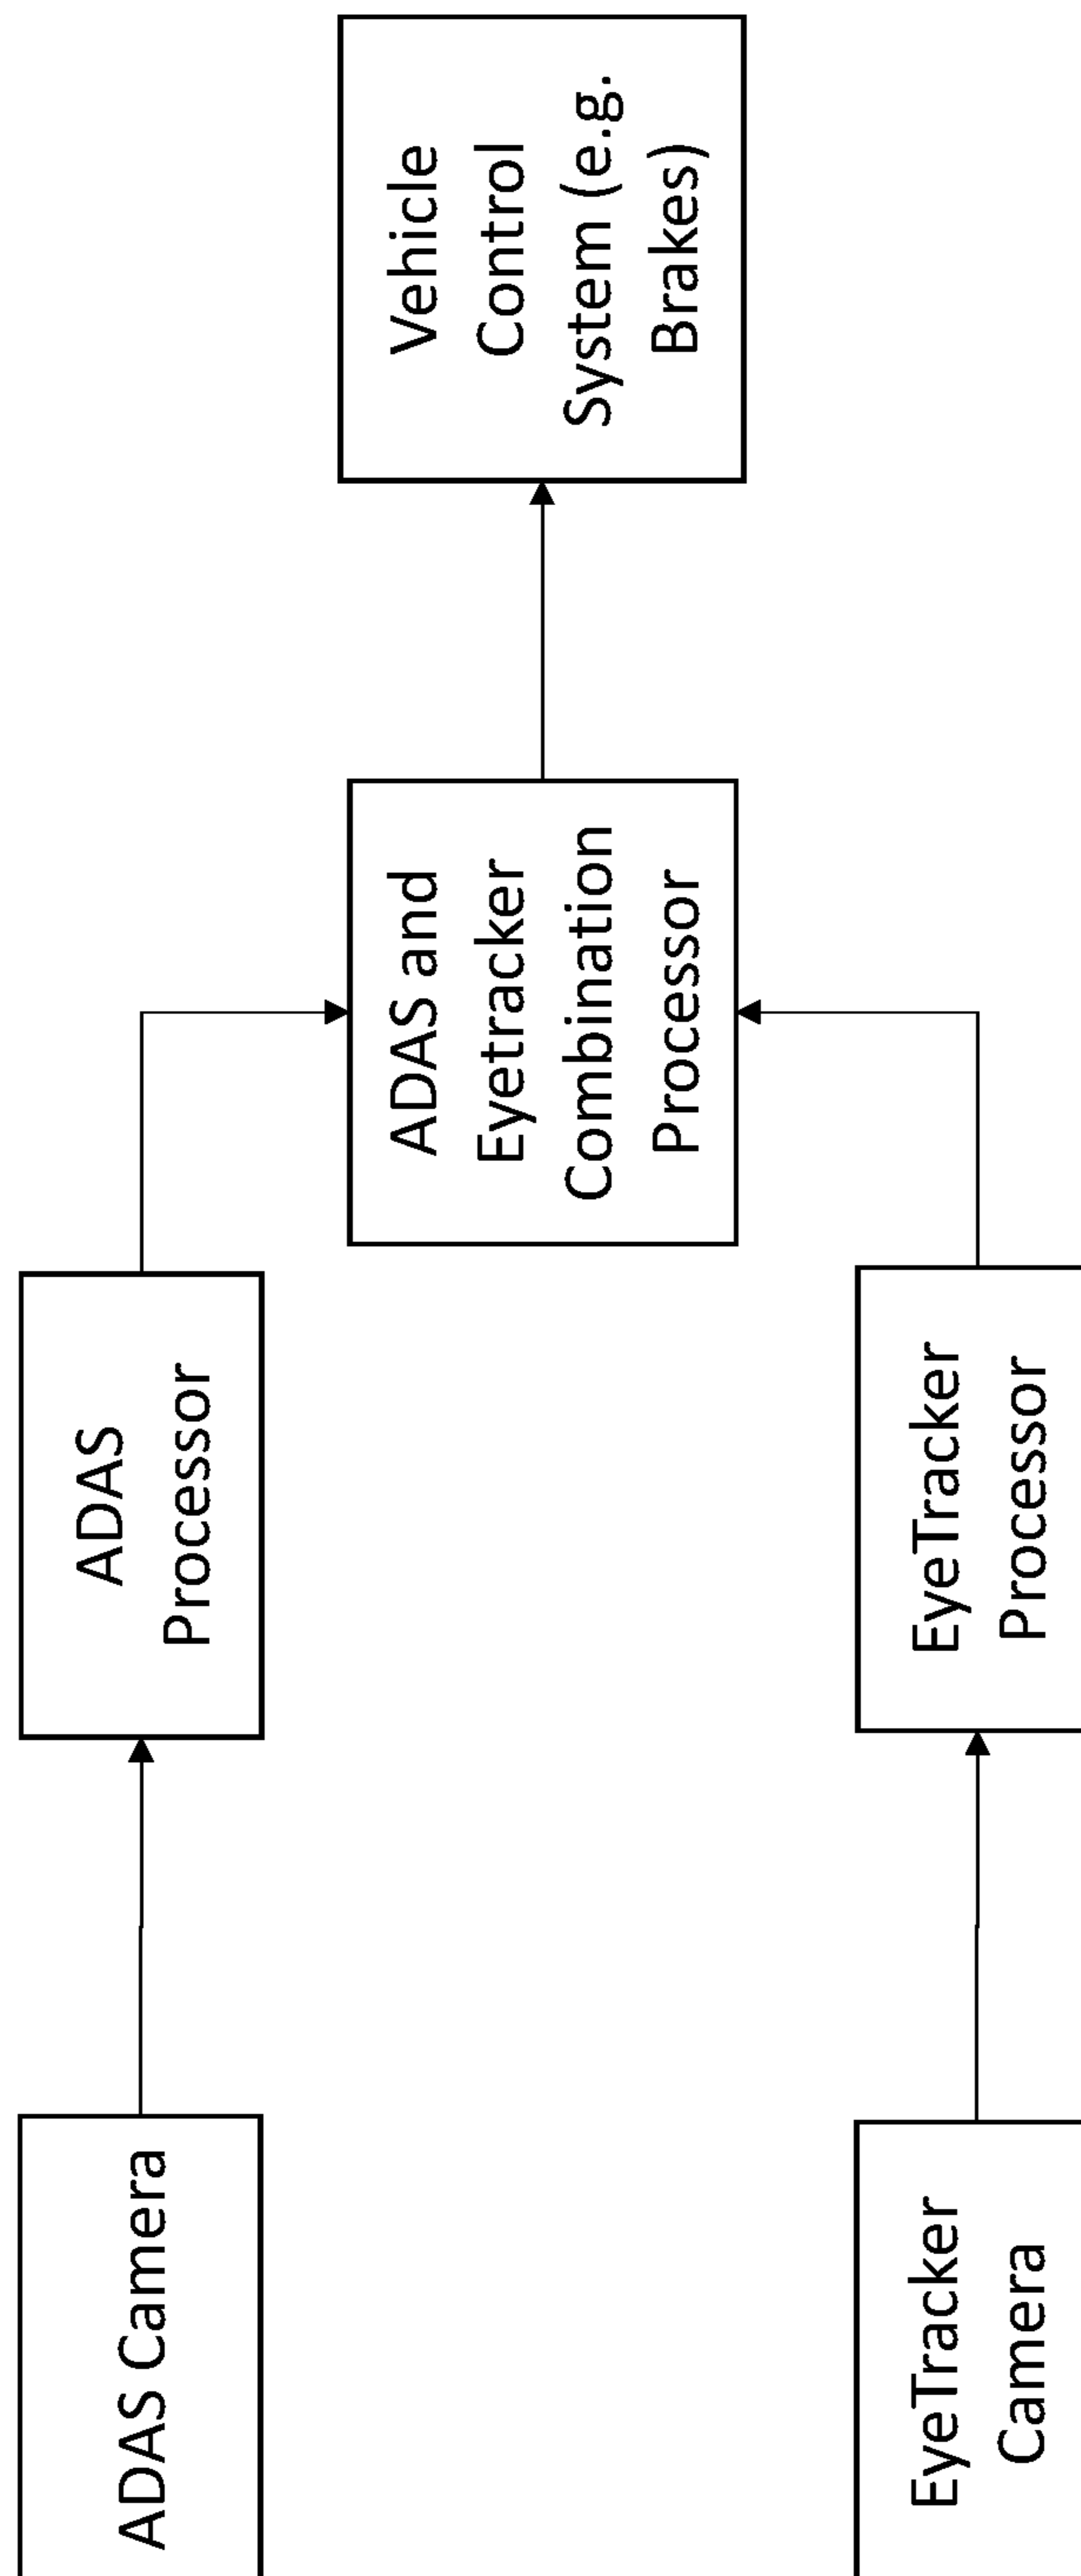 ADAS Camera
ADAS
Processor
ADAS and
Eyetracker
Combination
Processor
Vehicle
Control
System (e.g.
Brakes)
EyeTracker
Camera
EyeTracker
Processor